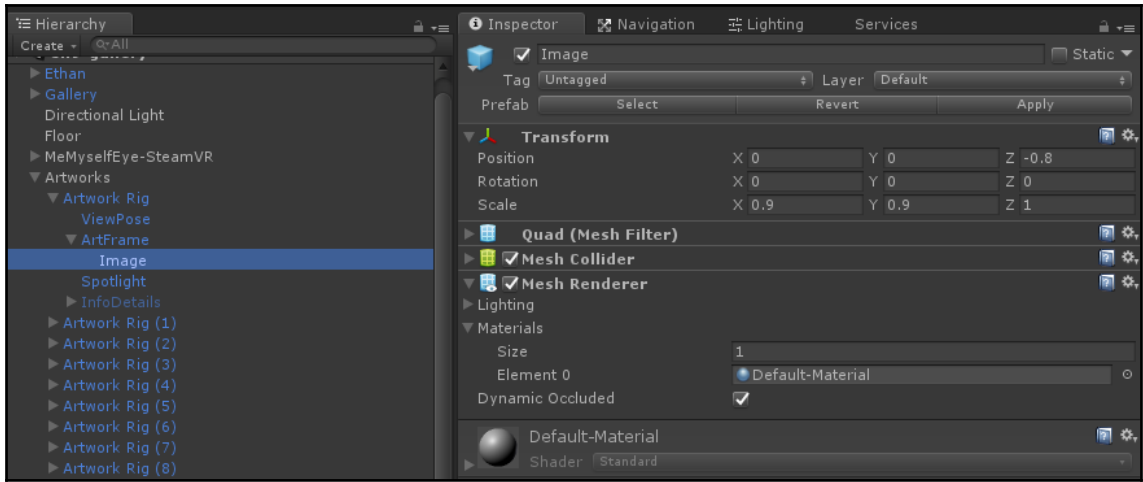 Hierarchy
Create
All
Ethan
Gallery
Directional Light
Floor
MeMyselfEye-SteamVR
Artworks
Artwork Rig
ViewPose
ArtFrame
Image
Spotlight
InfoDetails
Artwork Rig (1)
Artwork Rig (2)
Artwork Rig (3)
Artwork Rig (4)
Artwork Rig (5)
Artwork Rig (6)
Artwork Rig (7)
Artwork Rig (8)
Inspector Navigation Lighting Services
Image Static
Tag Untagged Layer Default
Prefab Select Revert Apply
Transform
Position X 0 Y 0 Z -0.8
Rotation X 0 Y 0 Z 0
Scale X 0.9 Y 0.9 Z 1
Quad (Mesh Filter)
Mesh Collider
Mesh Renderer
Lighting
Materials
Size 1
Element 0 Default-Material
Dynamic Occluded
Default-Material
Shader Standard